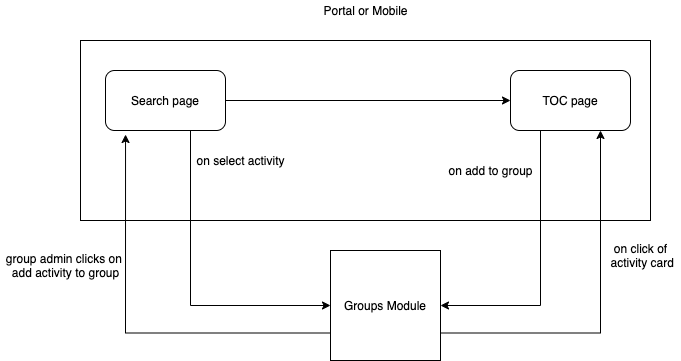 Portal or Mobile
Search page
TOC page
on select activity
on add to group
group admin clicks on
add activity to group
on click of
activity card
Groups Module